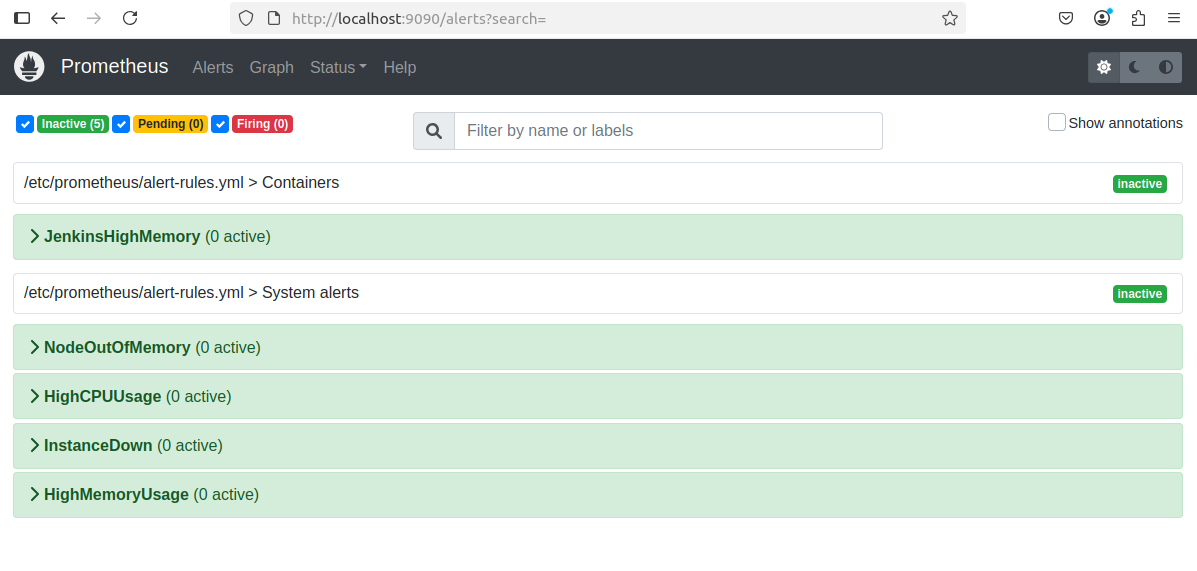 http://localhost:9090/alerts?search=
Prometheus Alerts Graph Status Help
Inactive (5) Pending (0) Firing (0) Filter by name or labels Show annotations
/etc/prometheus/alert-rules.yml > Containers inactive
JenkinsHighMemory (0 active)
/etc/prometheus/alert-rules.yml > System alerts inactive
NodeOutOfMemory (0 active)
HighCPUUsage (0 active)
InstanceDown (0 active)
HighMemoryUsage (0 active)